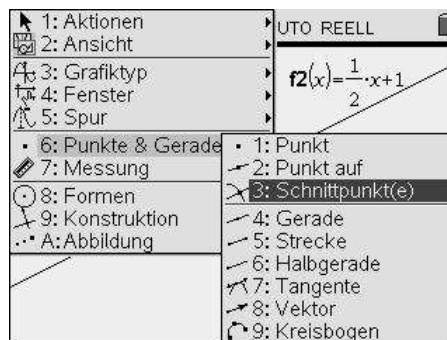 1: Aktionen
2: Ansicht
3: Grafiktyp
4: Fenster
5: Spur
6: Punkte & Gerade
7: Messung
8: Formen
9: Konstruktion
A: Abbildung
UTO REELL
f2(x)=1/2·x+1
1: Punkt
2: Punkt auf
3: Schnittpunkt(e)
4: Gerade
5: Strecke
6: Halbgerade
7: Tangente
8: Vektor
9: Kreisbogen